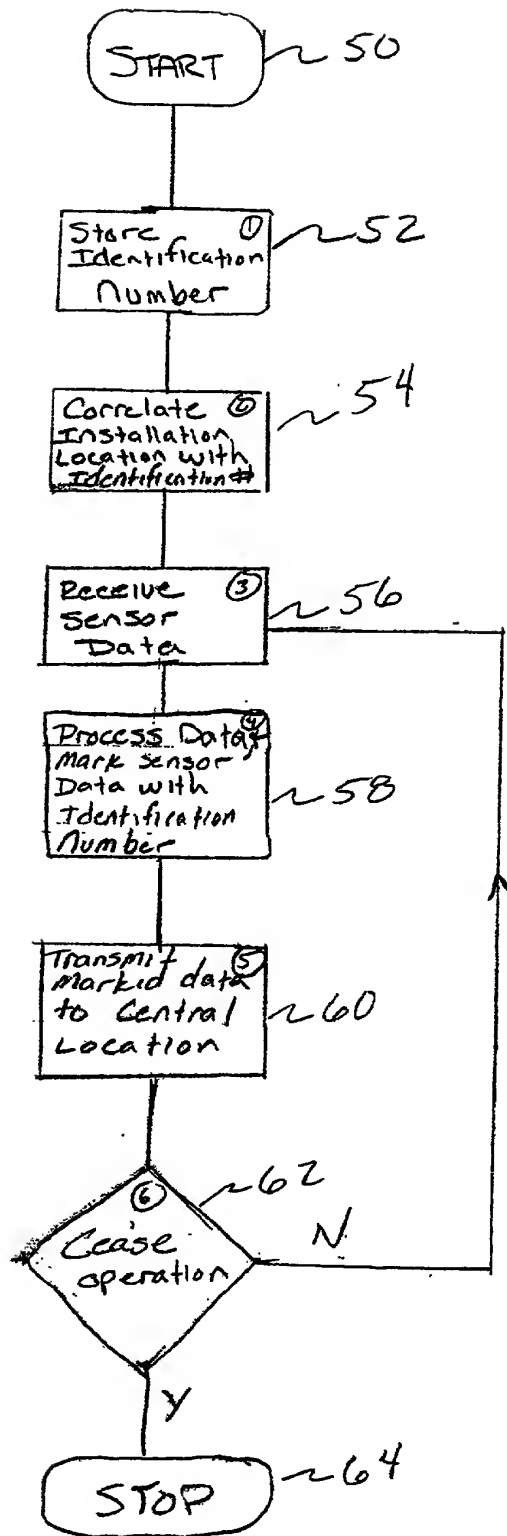 START 50
Store ①
Identification 52
Number
Correlate ②
Installation 54
Location with
Identification #
Receive ③
Sensor 56
Data
Process Data, ④
Mark sensor
Data with 58
Identification
Number
Transmit ⑤
Markid data
to Central 60
Location
⑥ 62
Cease N
operation
Y
STOP 64